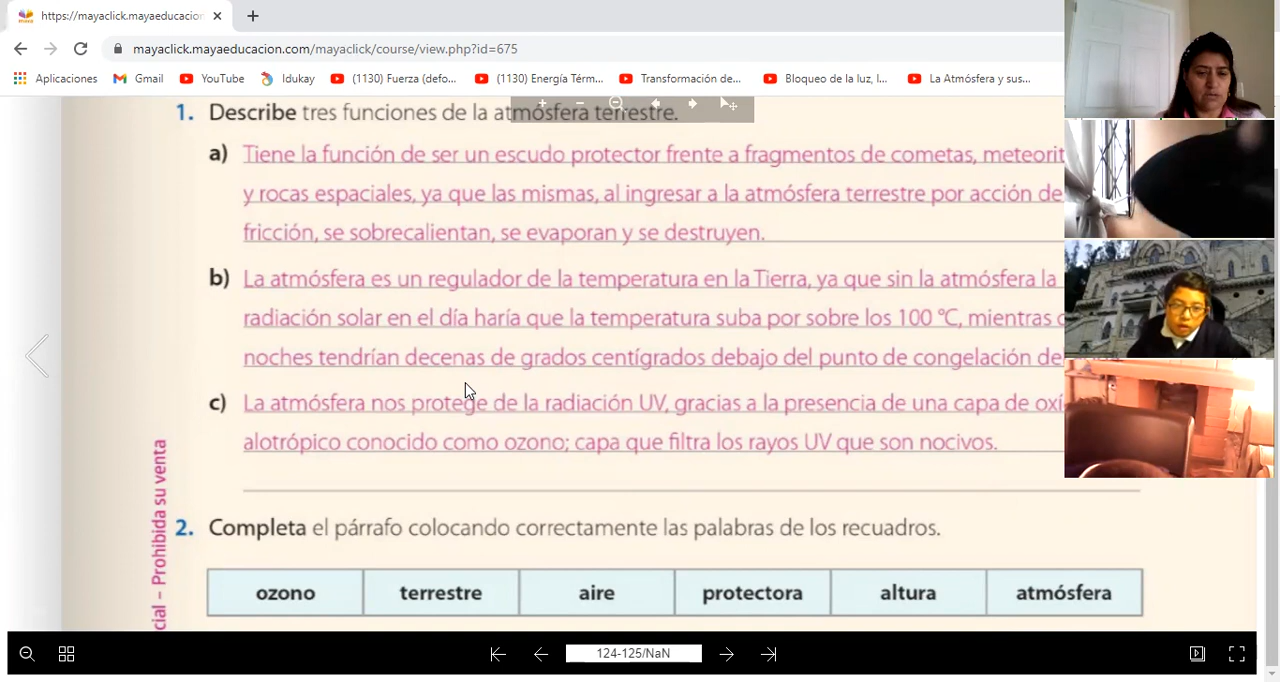 https://mayaclick.mayaeducacion
mayaclick.mayaeducacion.com/mayaclick/course/view.php?id=675
Aplicaciones Gmail YouTube Idukay (1130) Fuerza (defo... (1130) Energía Térm... Transformación de... Bloqueo de la luz, l... La Atmósfera y sus...
1. Describe tres funciones de la atmósfera terrestre.
a) Tiene la función de ser un escudo protector frente a fragmentos de cometas, meteorit
y rocas espaciales, ya que las mismas, al ingresar a la atmósfera terrestre por acción de
fricción, se sobrecalientan, se evaporan y se destruyen.
b) La atmósfera es un regulador de la temperatura en la Tierra, ya que sin la atmósfera la
radiación solar en el día haría que la temperatura suba por sobre los 100 °C, mientras
noches tendrían decenas de grados centígrados debajo del punto de congelación de
c) La atmósfera nos protege de la radiación UV, gracias a la presencia de una capa de oxí
alotrópico conocido como ozono; capa que filtra los rayos UV que son nocivos.
cial – Prohibida su venta
2. Completa el párrafo colocando correctamente las palabras de los recuadros.
ozono terrestre aire protectora altura atmósfera
124-125/NaN